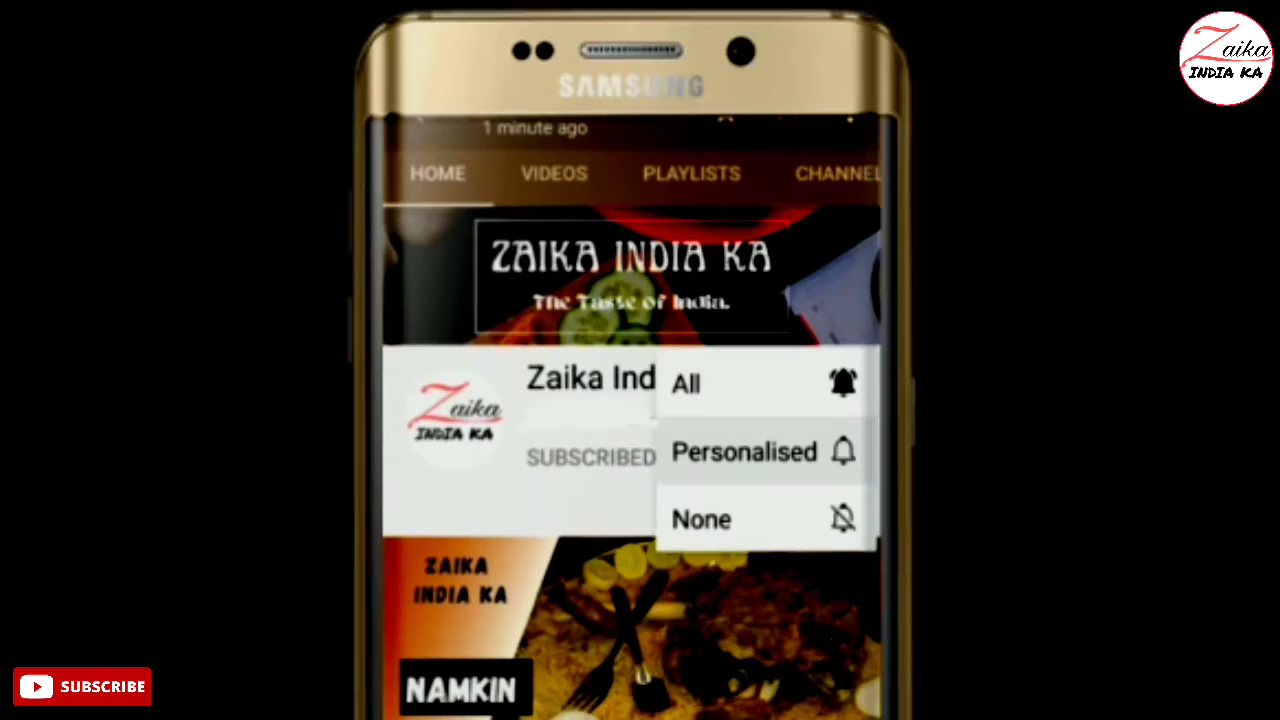 Zaika
INDIA KA
SAMSUNG
1 minute ago
HOME VIDEOS PLAYLISTS CHANNEL
ZAIKA INDIA KA
The Taste of India.
Zaika Ind
All
Zaika
INDIA KA
SUBSCRIBED
Personalised
None
ZAIKA
INDIA KA
NAMKIN
SUBSCRIBE